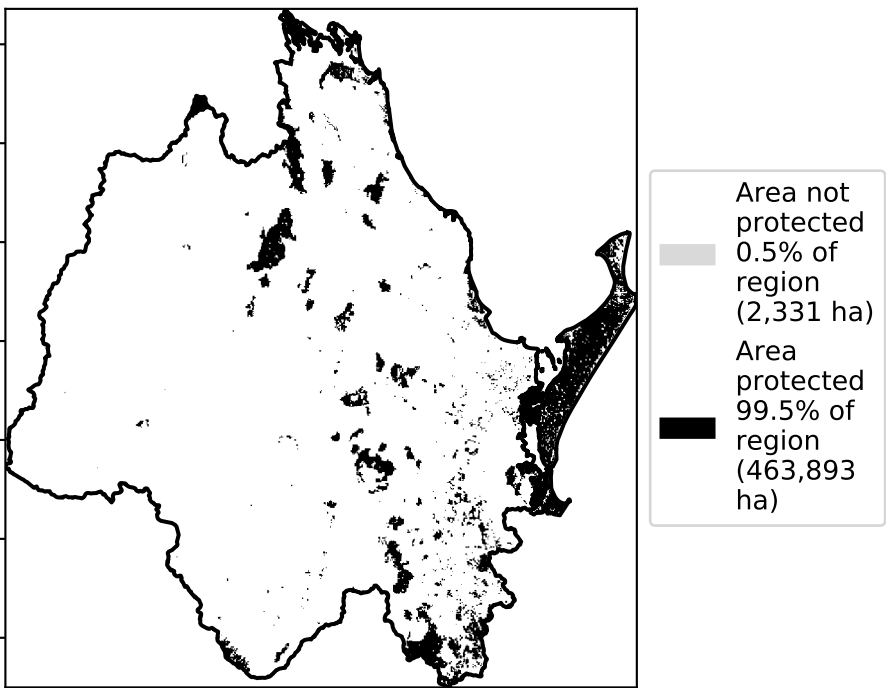 Area not
protected
0.5% of
region
(2,331 ha)
Area
protected
99.5% of
region
(463,893
ha)